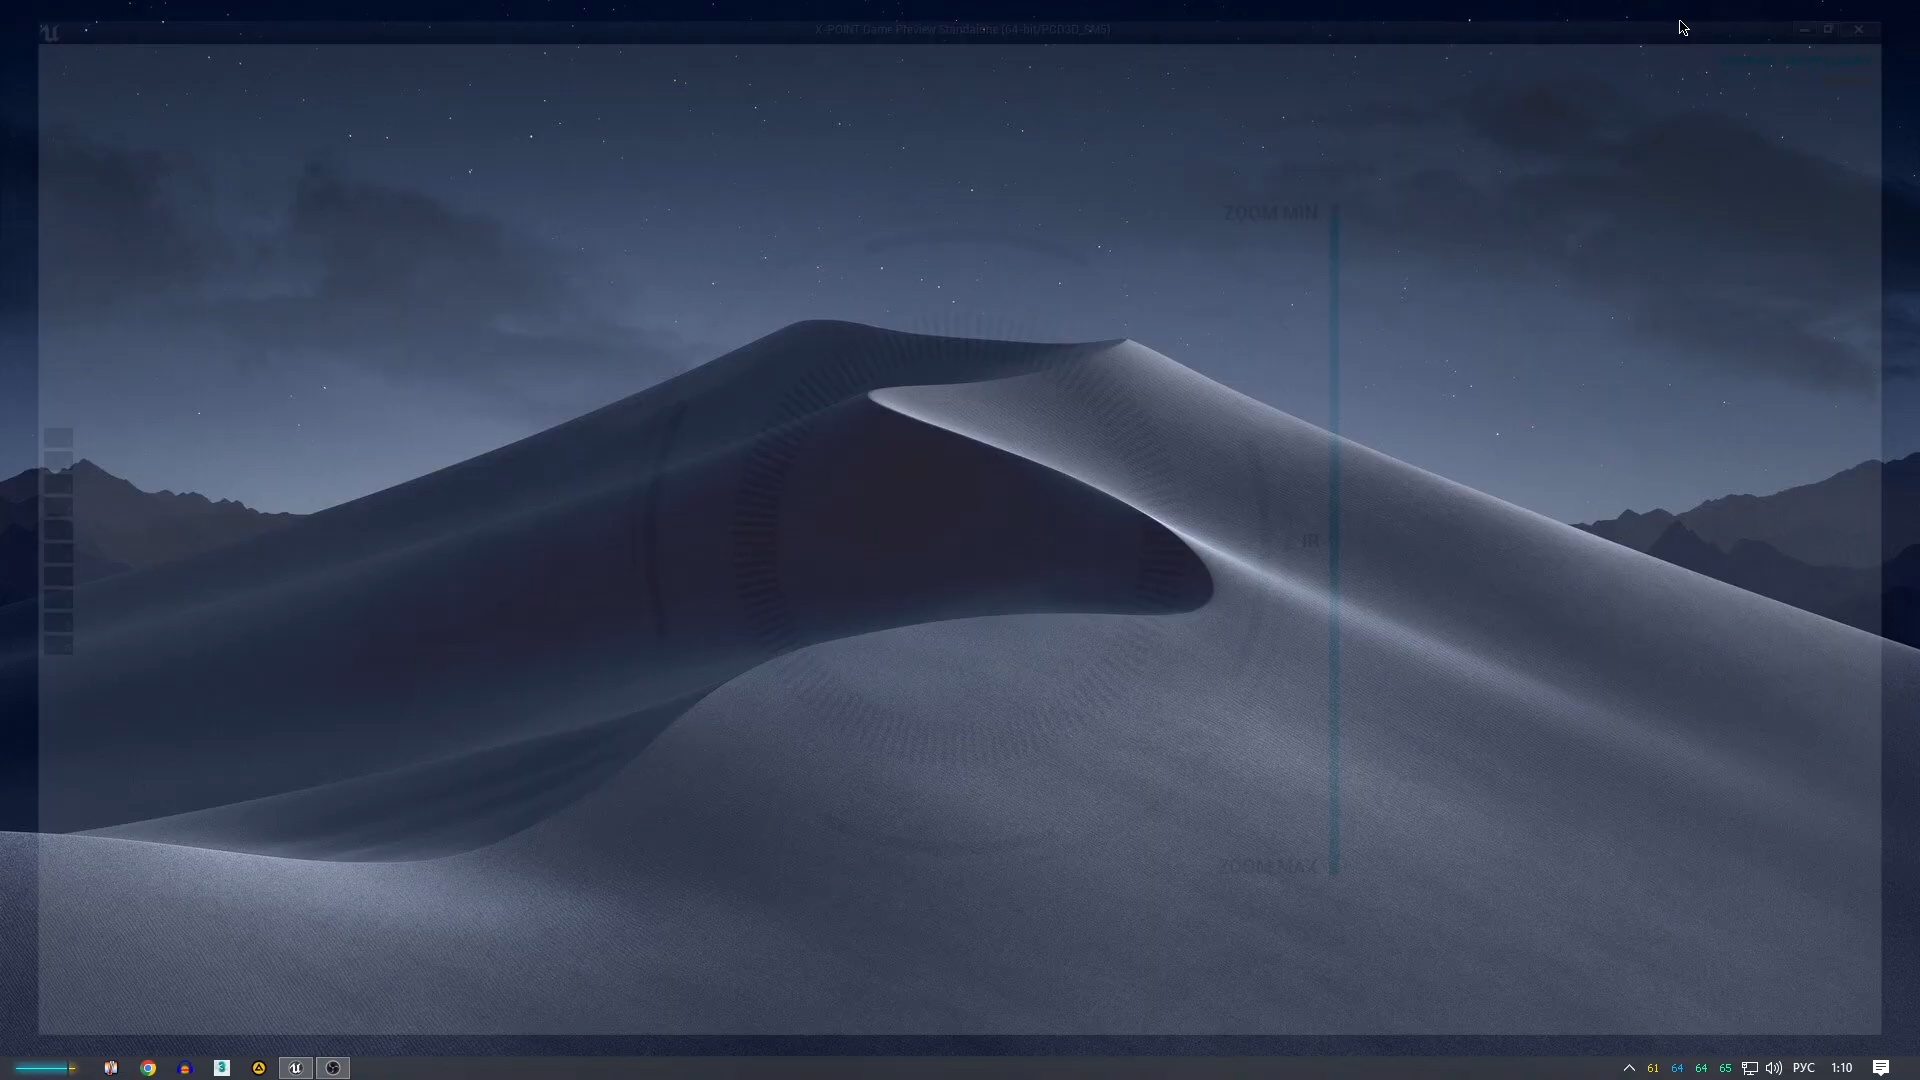 X-POINT Game Preview Standalone (64-bit/PCD3D_SM5)
ZOOM MIN
IR
ZOOM MAX
61 64 64 65 РУС 1:10